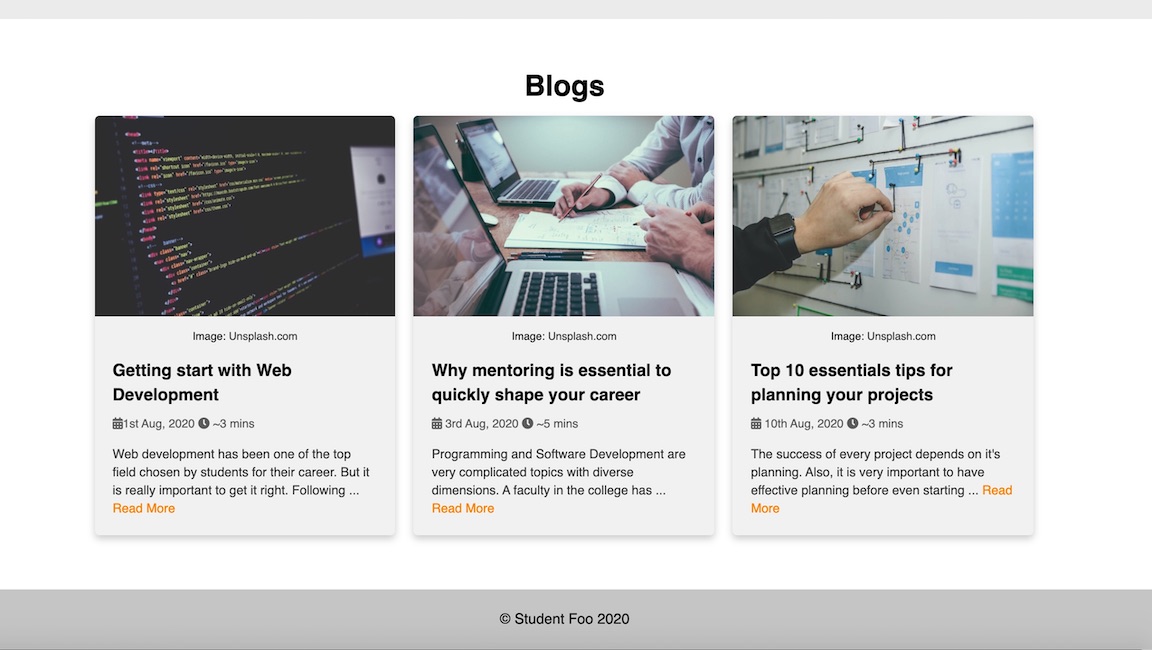 Blogs
Image: Unsplash.com
Getting start with Web
Development
1st Aug, 2020 ~3 mins
Web development has been one of the top
field chosen by students for their career. But it
is really important to get it right. Following ...
Read More
Image: Unsplash.com
Why mentoring is essential to
quickly shape your career
3rd Aug, 2020 ~5 mins
Programming and Software Development are
very complicated topics with diverse
dimensions. A faculty in the college has ...
Read More
Image: Unsplash.com
Top 10 essentials tips for
planning your projects
10th Aug, 2020 ~3 mins
The success of every project depends on it's
planning. Also, it is very important to have
effective planning before even starting ... Read
More
© Student Foo 2020